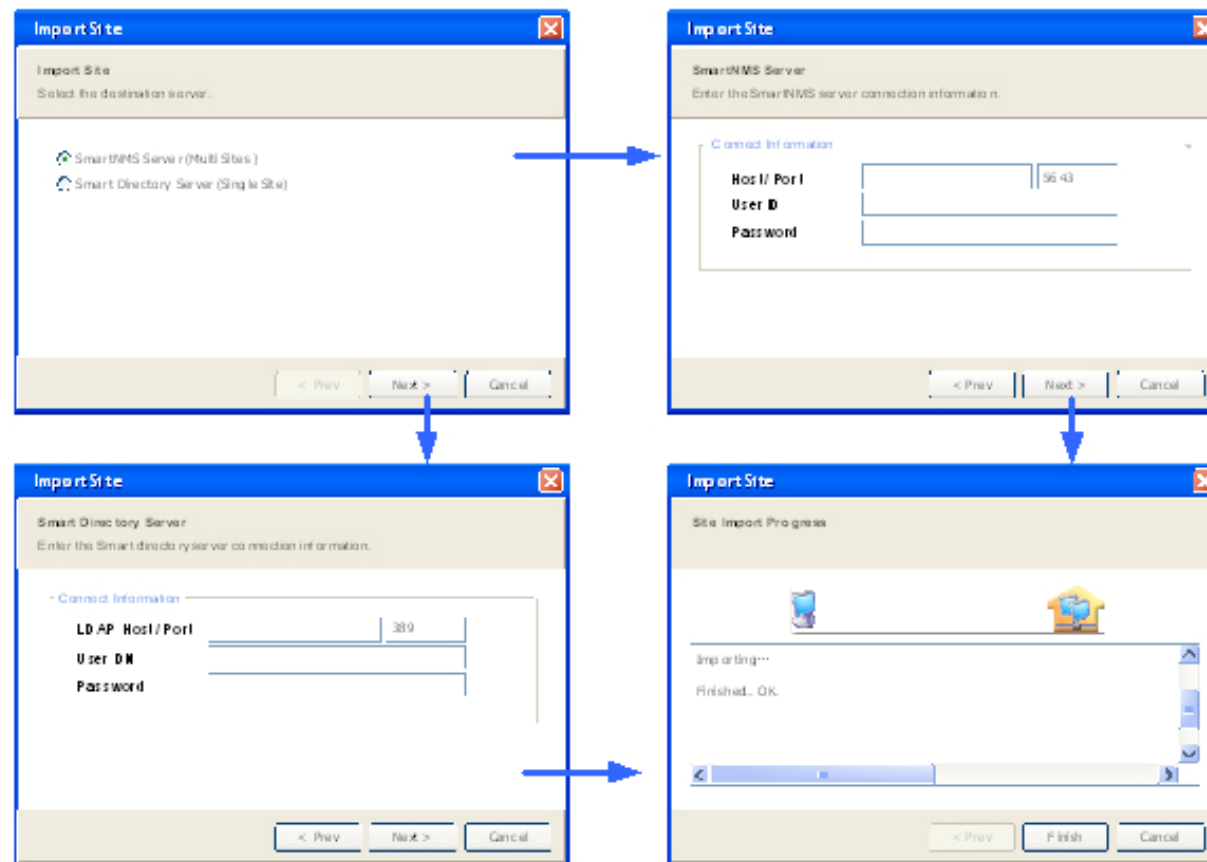 Import Site
Import Site
Select the destination server.
SmartNMS Server (Multi Sites)
Smart Directory Server (Single Site)
< Prev Next > Cancel
Import Site
SmartNMS Server
Enter the SmartNMS server connection information.
Connect Information
Host/ Port 5643
User ID
Password
< Prev Next > Cancel
Import Site
Smart Directory Server
Enter the Smart directory server connection information.
Connect Information
LDAP Host/Port 389
User DN
Password
< Prev Next > Cancel
Import Site
Site Import Progress
Importing...
Finished.. OK.
< Prev Finish Cancel